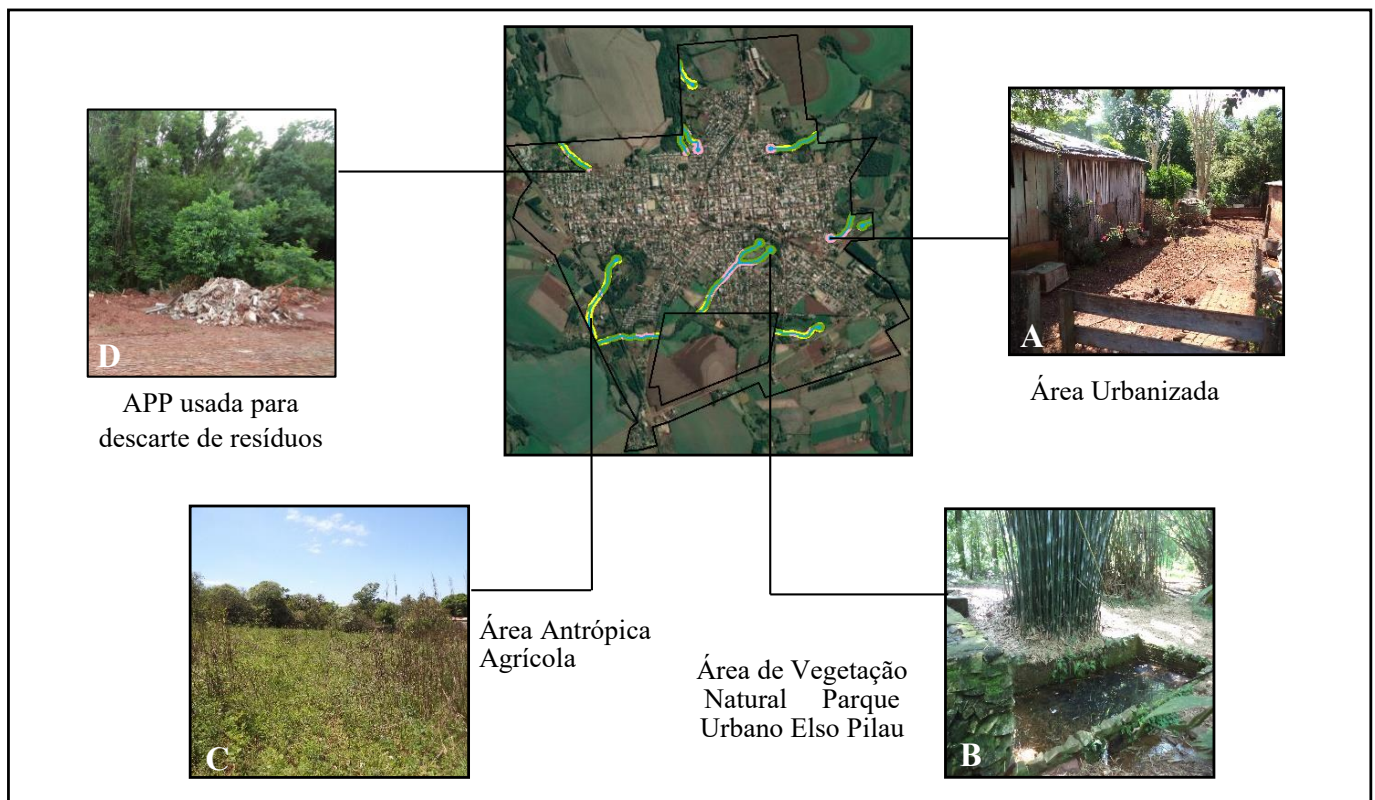 D
APP usada para
descarte de resíduos
A
Área Urbanizada
C
Área Antrópica
Agrícola
Área de Vegetação
Natural Parque
Urbano Elso Pilau
B